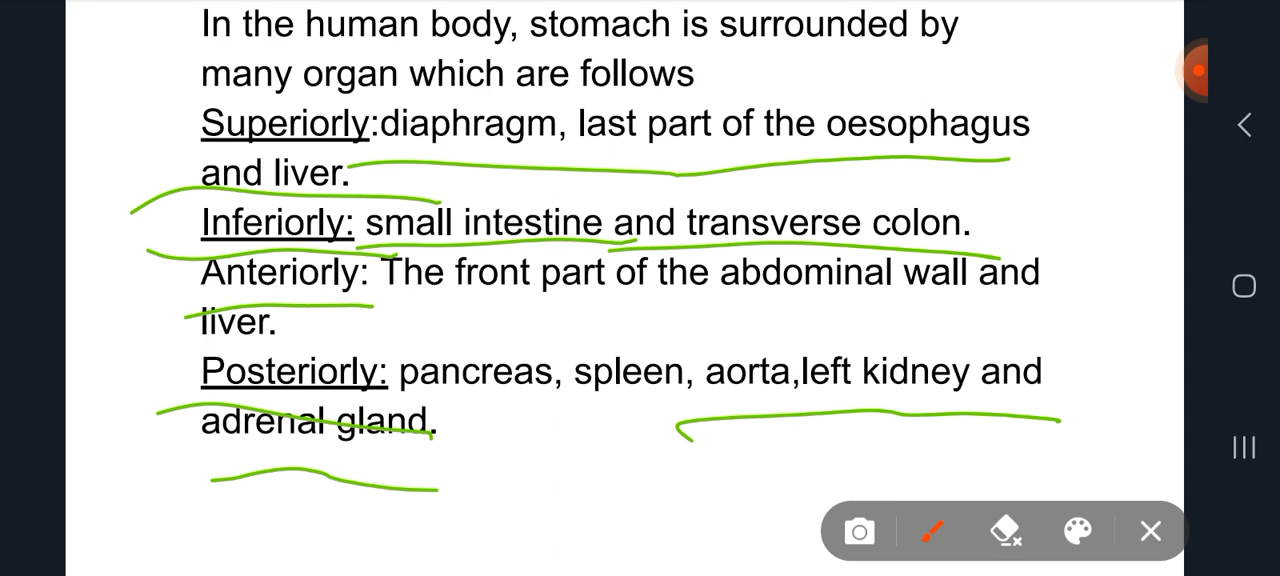 In the human body, stomach is surrounded by
many organ which are follows
Superiorly:diaphragm, last part of the oesophagus
and liver.
Inferiorly: small intestine and transverse colon.
Anteriorly: The front part of the abdominal wall and
liver.
Posteriorly: pancreas, spleen, aorta,left kidney and
adrenal gland.